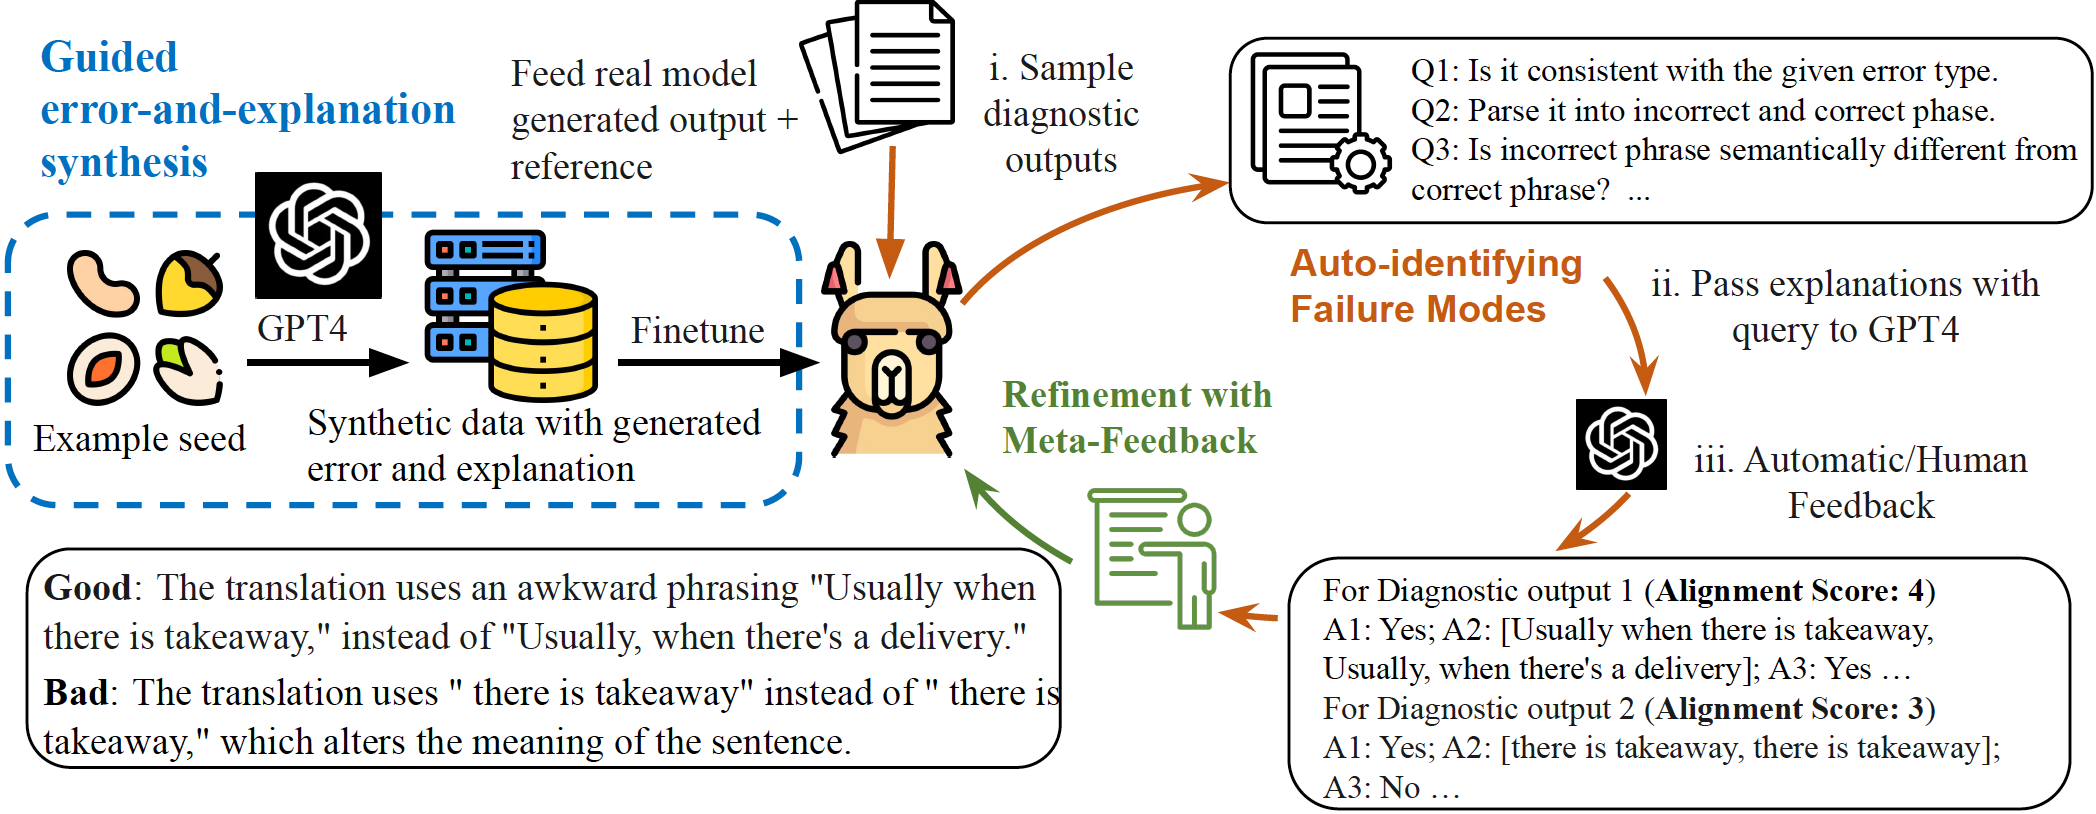 Guided
error-and-explanation
synthesis
Feed real model
generated output +
reference
i. Sample
diagnostic
outputs
Q1: Is it consistent with the given error type.
Q2: Parse it into incorrect and correct phase.
Q3: Is incorrect phrase semantically different from
correct phrase?  ...
GPT4
Finetune
Example seed
Synthetic data with generated
error and explanation
Auto-identifying
Failure Modes
ii. Pass explanations with
query to GPT4
Refinement with
Meta-Feedback
iii. Automatic/Human
Feedback
Good: The translation uses an awkward phrasing "Usually when
there is takeaway," instead of "Usually, when there's a delivery."
Bad: The translation uses " there is takeaway" instead of " there is
takeaway," which alters the meaning of the sentence.
For Diagnostic output 1 (Alignment Score: 4)
A1: Yes; A2: [Usually when there is takeaway,
Usually, when there's a delivery]; A3: Yes …
For Diagnostic output 2 (Alignment Score: 3)
A1: Yes; A2: [there is takeaway, there is takeaway];
A3: No …